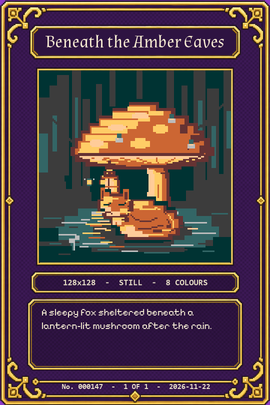 Beneath the Amber Eaves
128x128 - STILL - 8 COLOURS
A sleepy fox sheltered beneath a
lantern-lit mushroom after the rain.
No. 000147 - 1 OF 1 - 2026-11-22